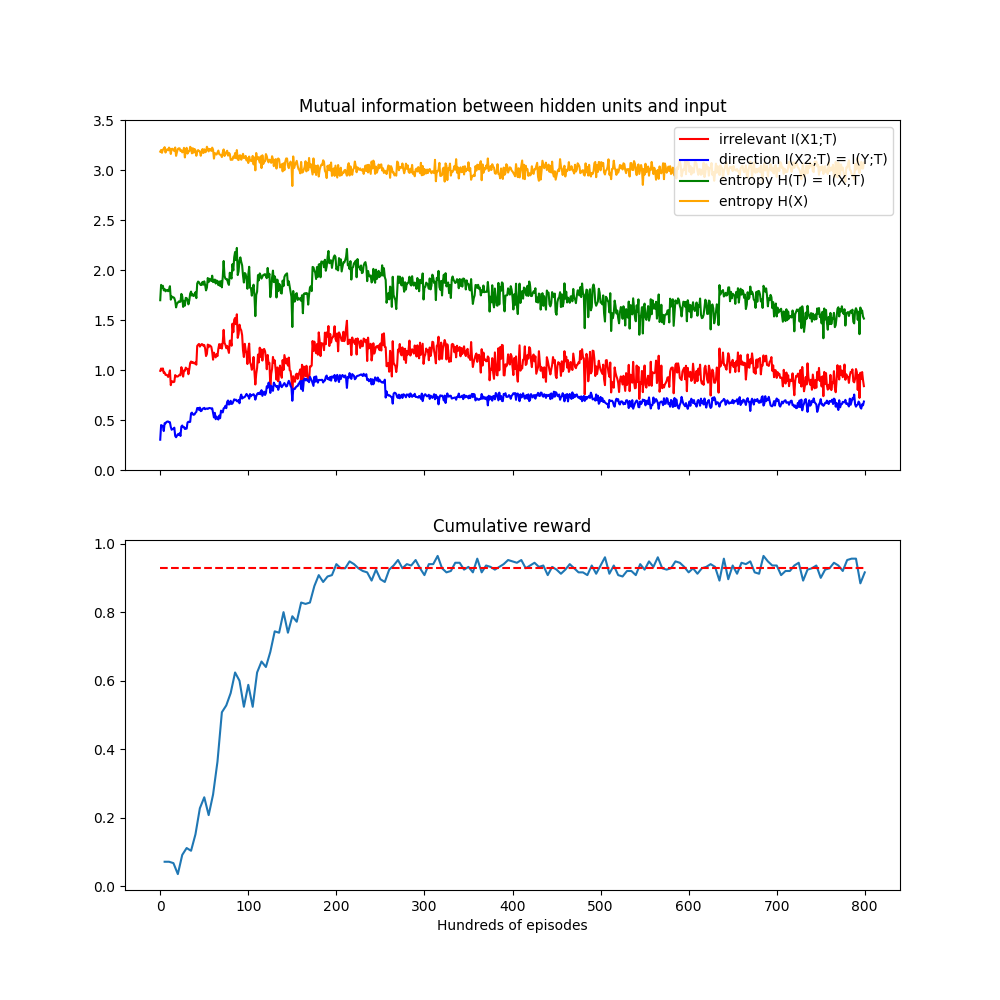 Mutual information between hidden units and input
3.5
3.0
2.5
2.0
1.5
1.0
0.5
0.0
irrelevant I(X1;T)
direction I(X2;T) = I(Y;T)
entropy H(T) = I(X;T)
entropy H(X)
Cumulative reward
1.0
0.8
0.6
0.4
0.2
0.0
0 100 200 300 400 500 600 700 800
Hundreds of episodes